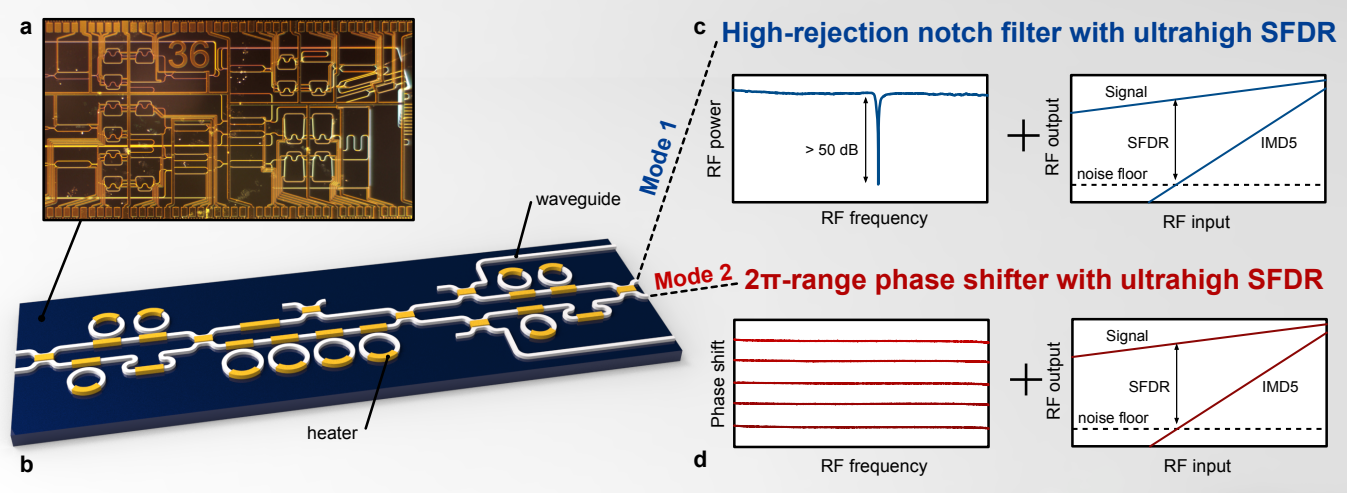 a
36
b
waveguide
heater
Mode 1
Mode 2
c
High-rejection notch filter with ultrahigh SFDR
RF power
> 50 dB
RF frequency
+
RF output
Signal
SFDR
IMD5
noise floor
RF input
2π-range phase shifter with ultrahigh SFDR
d
Phase shift
RF frequency
+
RF output
Signal
SFDR
IMD5
noise floor
RF input